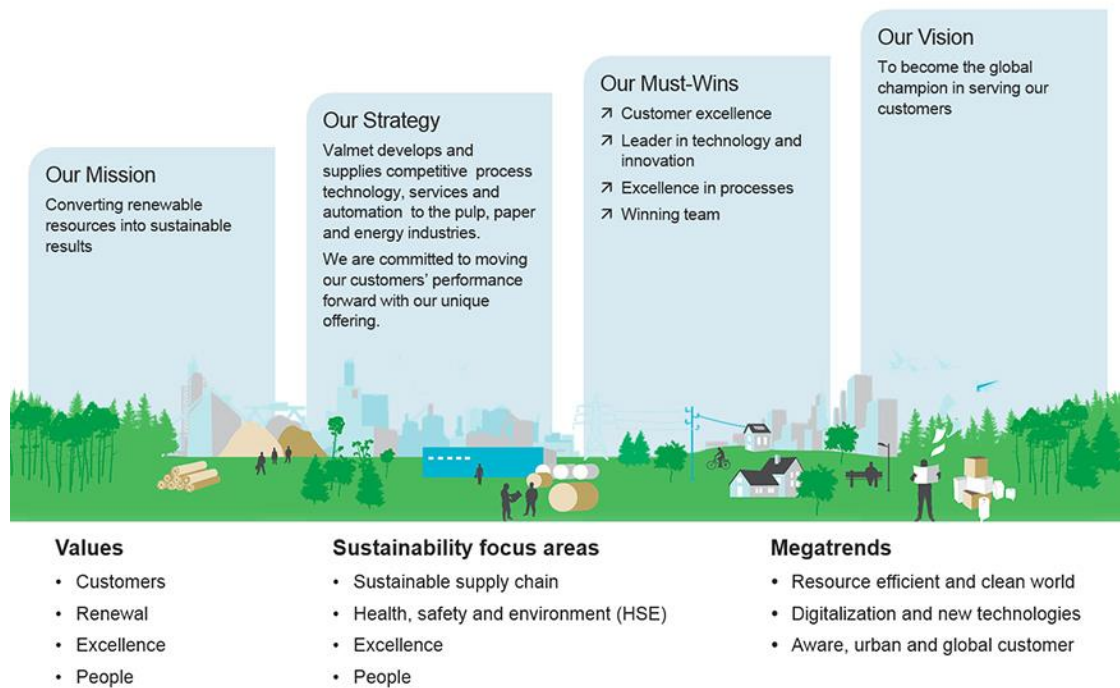 Our Mission
Converting renewable
resources into sustainable
results
Our Strategy
Valmet develops and
supplies competitive process
technology, services and
automation to the pulp, paper
and energy industries.
We are committed to moving
our customers’ performance
forward with our unique
offering.
Our Must-Wins
Customer excellence
Leader in technology and
innovation
Excellence in processes
Winning team
Our Vision
To become the global
champion in serving our
customers
Values
• Customers
• Renewal
• Excellence
• People
Sustainability focus areas
• Sustainable supply chain
• Health, safety and environment (HSE)
• Excellence
• People
Megatrends
• Resource efficient and clean world
• Digitalization and new technologies
• Aware, urban and global customer